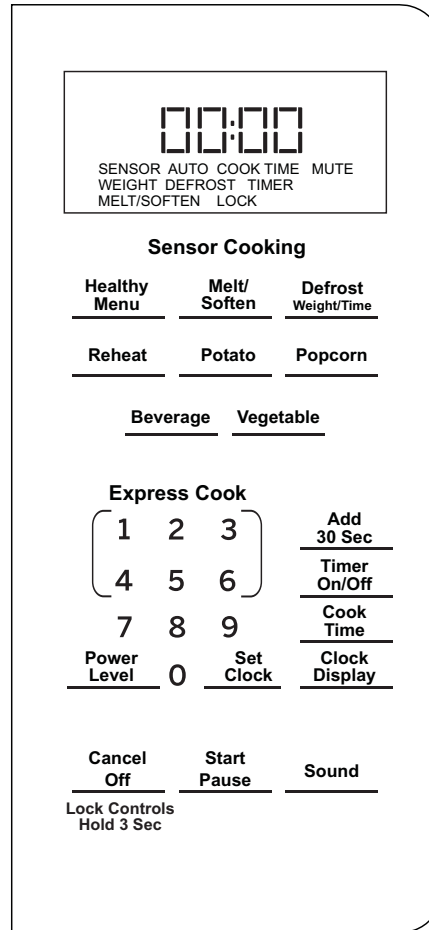 00:00
SENSOR AUTO COOK TIME MUTE
WEIGHT DEFROST TIMER
MELT/SOFTEN LOCK
Sensor Cooking
Healthy Menu
Melt/ Soften
Defrost Weight/Time
Reheat
Potato
Popcorn
Beverage
Vegetable
Express Cook
1 2 3
Add 30 Sec
4 5 6
Timer On/Off
7 8 9
Cook Time
Power Level
0
Set Clock
Clock Display
Cancel Off
Start Pause
Sound
Lock Controls
Hold 3 Sec